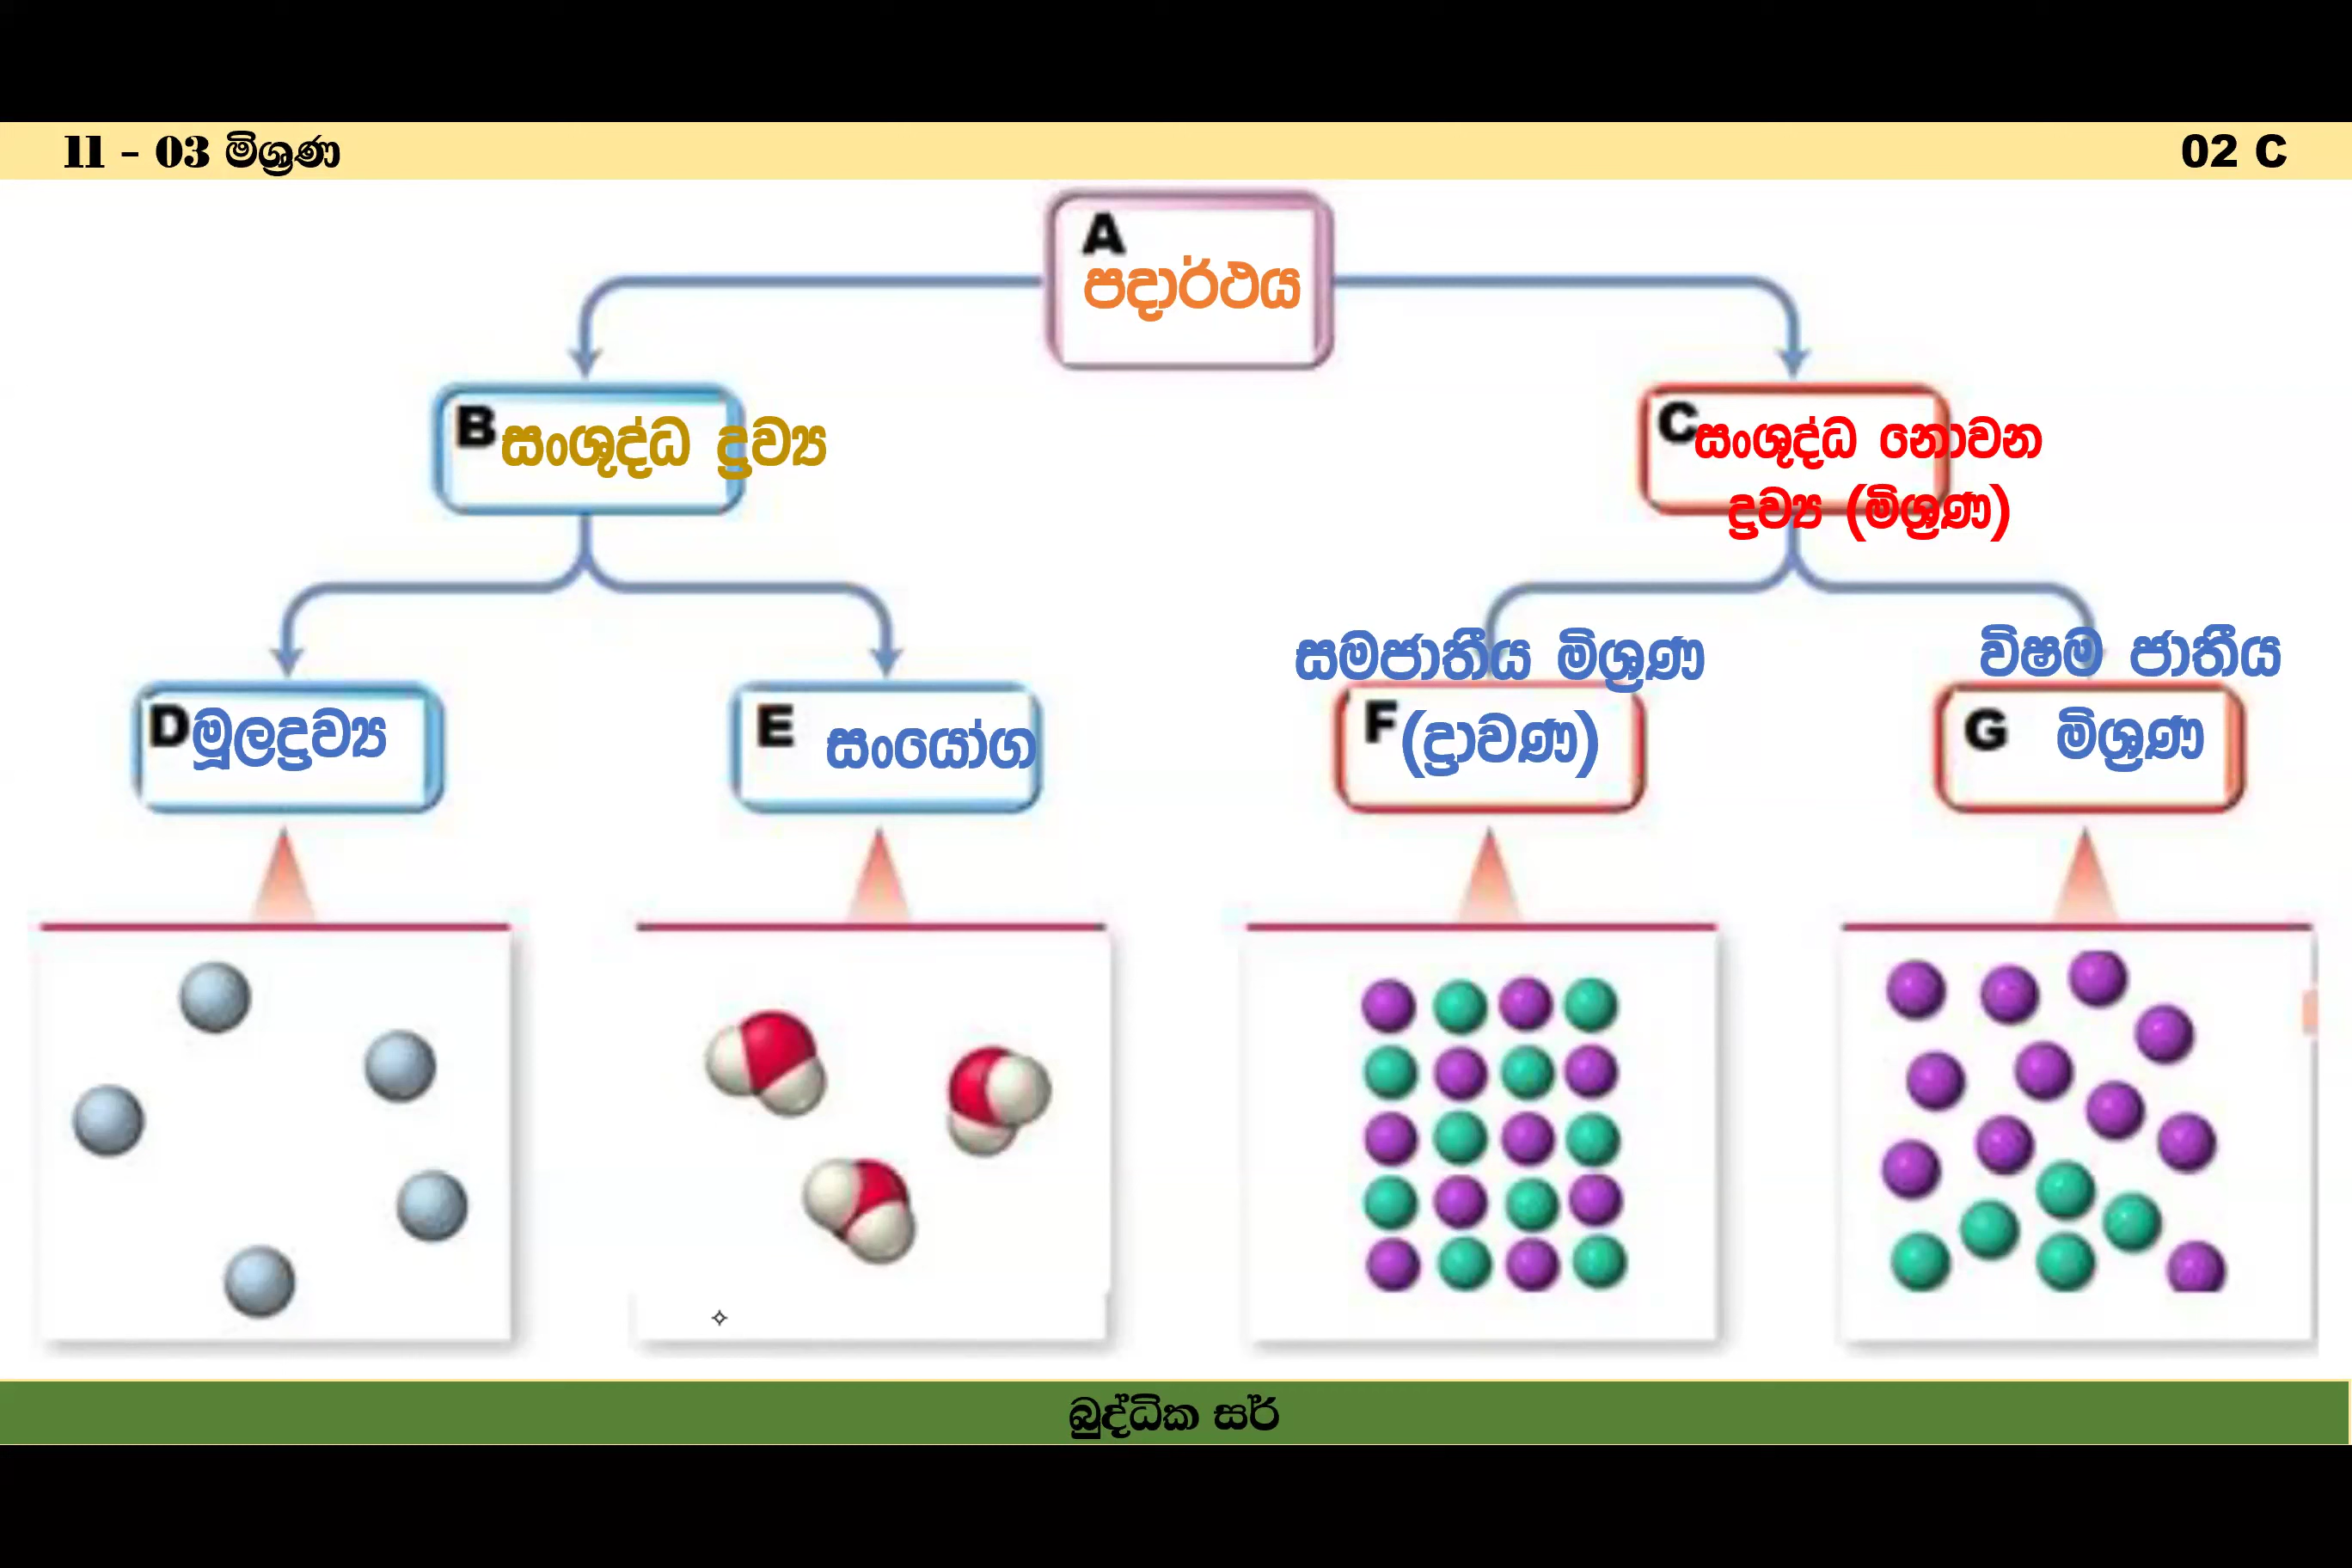 11 - 03 මිශ්‍රණ
02 C
A
පදාර්ථය
B සංශුද්ධ ද්‍රව්‍ය
C සංශුද්ධ නොවන
ද්‍රව්‍ය (මිශ්‍රණ)
D මූලද්‍රව්‍ය
E සංයෝග
සමජාතීය මිශ්‍රණ
F (ද්‍රාවණ)
විෂම ජාතීය
G මිශ්‍රණ
බුද්ධික සර්